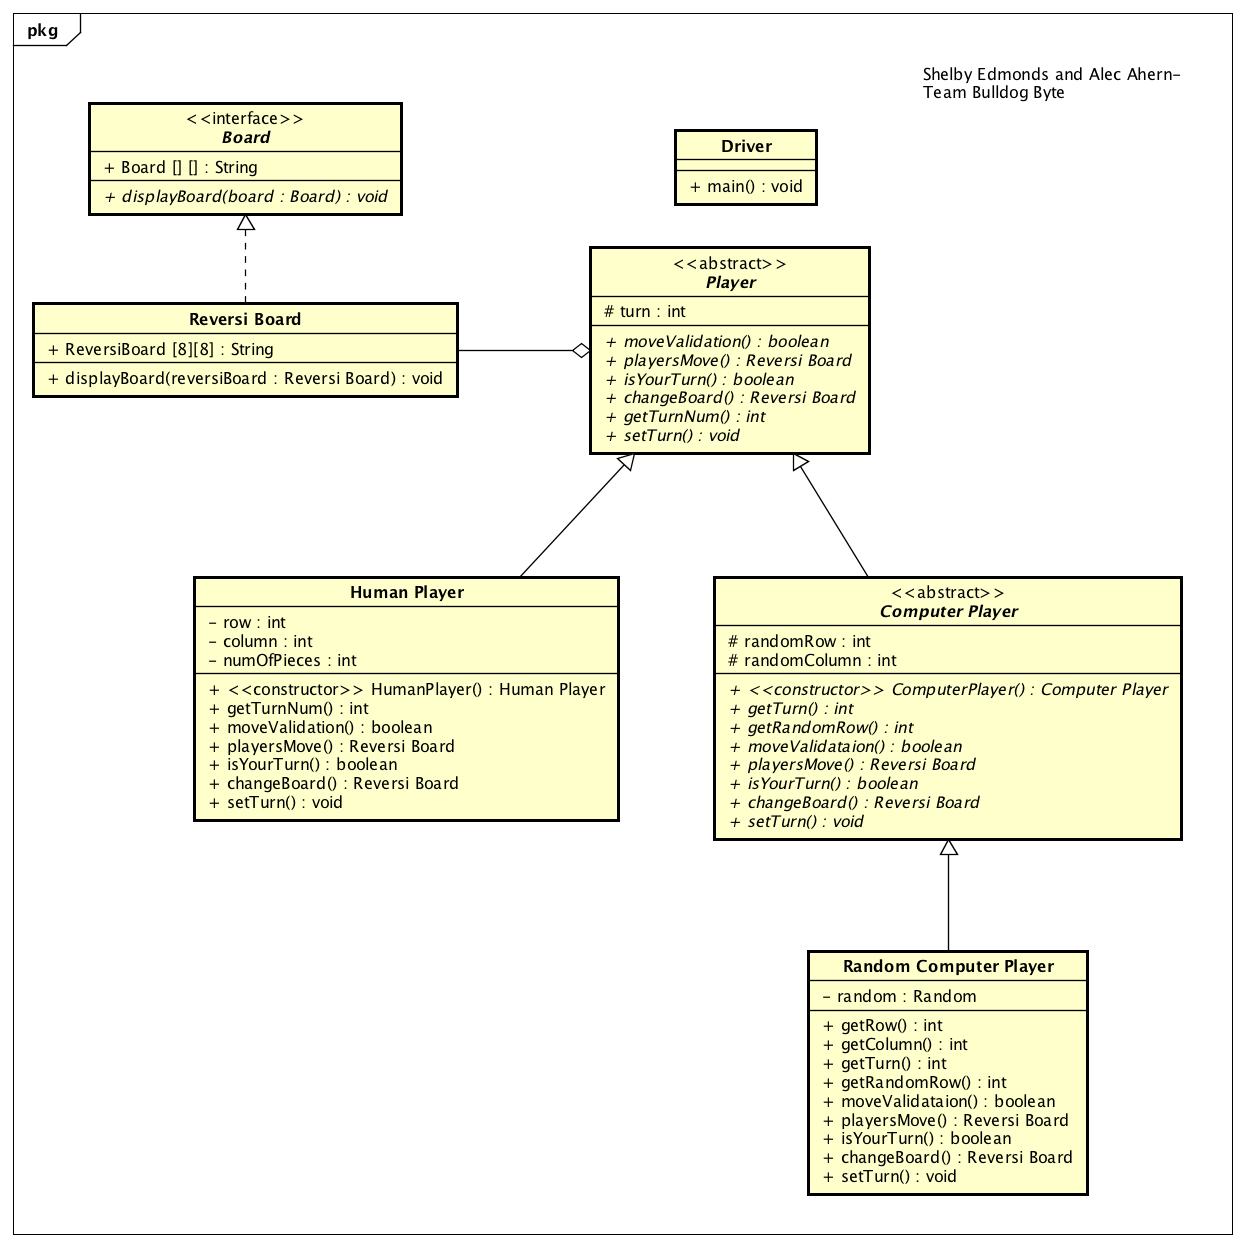 pkg
Shelby Edmonds and Alec Ahern-
Team Bulldog Byte
<<interface>>
Board
+ Board [] [] : String
+ displayBoard(board : Board) : void
Driver
+ main() : void
<<abstract>>
Player
# turn : int
+ moveValidation() : boolean
+ playersMove() : Reversi Board
+ isYourTurn() : boolean
+ changeBoard() : Reversi Board
+ getTurnNum() : int
+ setTurn() : void
Reversi Board
+ ReversiBoard [8][8] : String
+ displayBoard(reversiBoard : Reversi Board) : void
Human Player
- row : int
- column : int
- numOfPieces : int
+ <<constructor>> HumanPlayer() : Human Player
+ getTurnNum() : int
+ moveValidation() : boolean
+ playersMove() : Reversi Board
+ isYourTurn() : boolean
+ changeBoard() : Reversi Board
+ setTurn() : void
<<abstract>>
Computer Player
# randomRow : int
# randomColumn : int
+ <<constructor>> ComputerPlayer() : Computer Player
+ getTurn() : int
+ getRandomRow() : int
+ moveValidataion() : boolean
+ playersMove() : Reversi Board
+ isYourTurn() : boolean
+ changeBoard() : Reversi Board
+ setTurn() : void
Random Computer Player
- random : Random
+ getRow() : int
+ getColumn() : int
+ getTurn() : int
+ getRandomRow() : int
+ moveValidataion() : boolean
+ playersMove() : Reversi Board
+ isYourTurn() : boolean
+ changeBoard() : Reversi Board
+ setTurn() : void